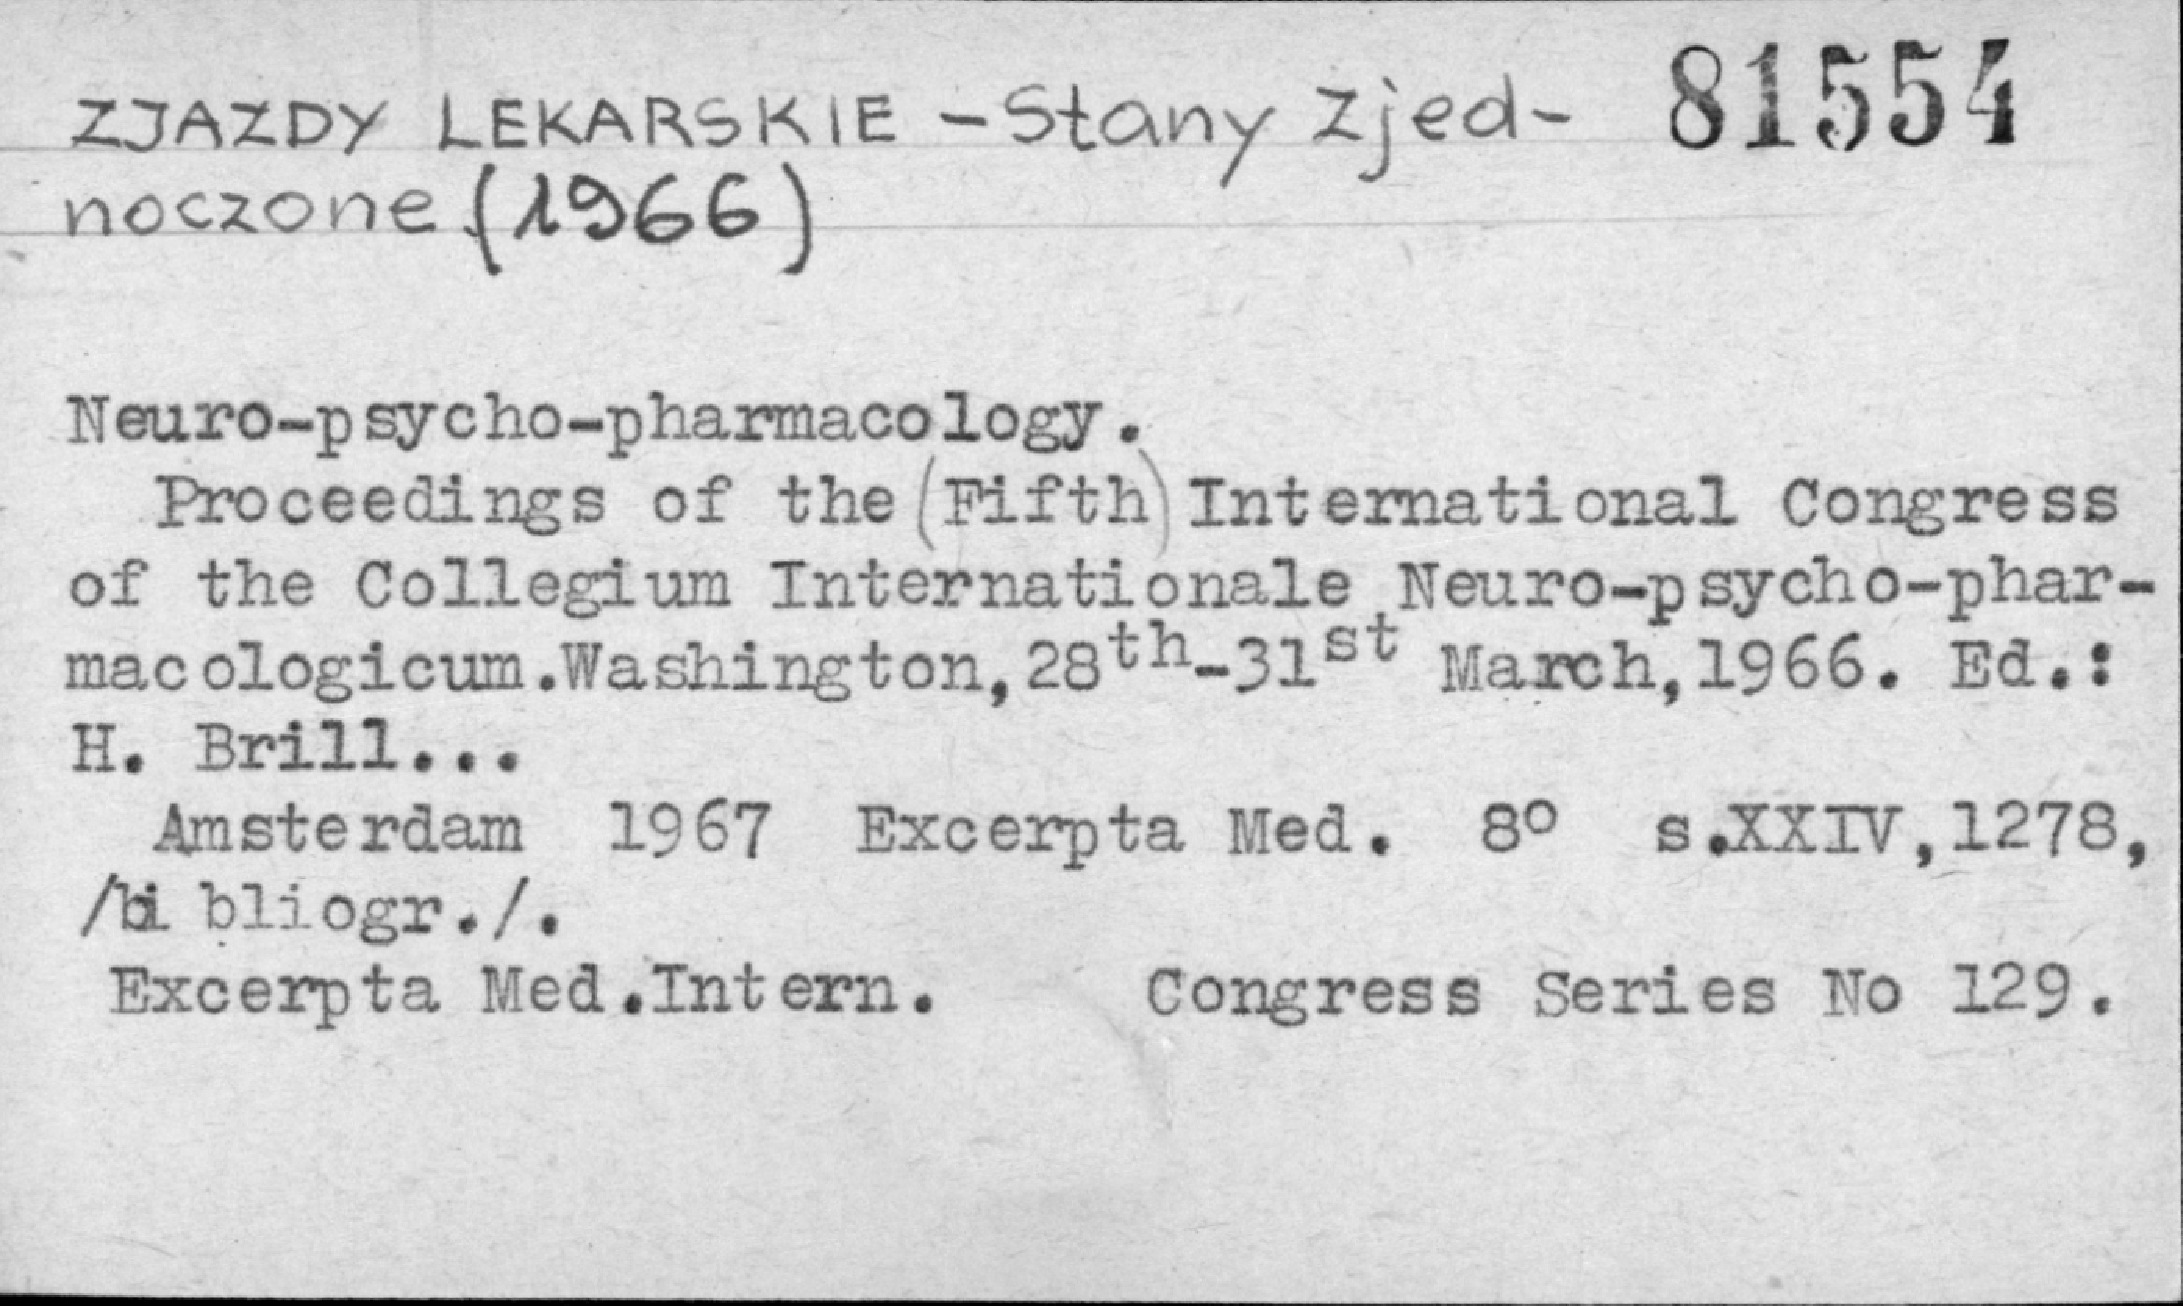 ZJAZDY LEKARSKIE - Stany Zjed- 81554
noczone (1966)
Neuro-psycho-pharmacology.
Proceedings of the (Fifth) International Congress
of the Collegium Internationale Neuro-psycho-phar-
macologicum.Washington,28th-31st March,1966. Ed.:
H. Brill...
Amsterdam 1967 Excerpta Med. 8° s.XXIV,1278,
/bibliogr./.
Excerpta Med.Intern. Congress Series No 129.